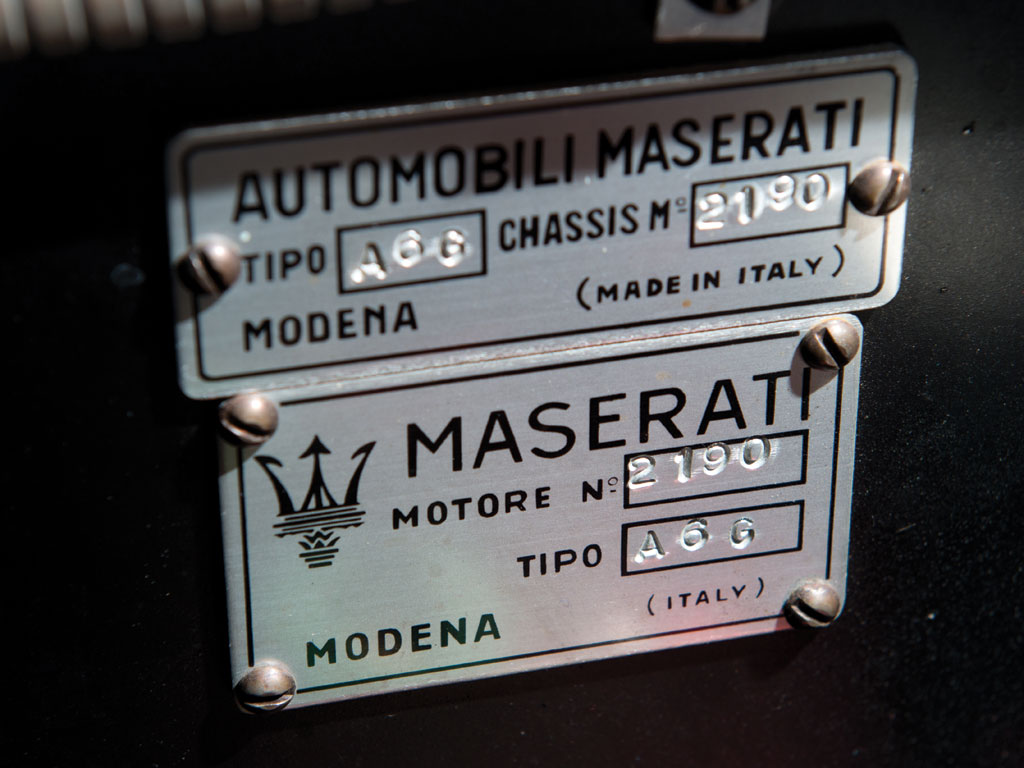 AUTOMOBILI MASERATI
TIPO A6G CHASSIS Nº 2190
MODENA (MADE IN ITALY)
MASERATI
MOTORE Nº 2190
TIPO A6G
(ITALY)
MODENA